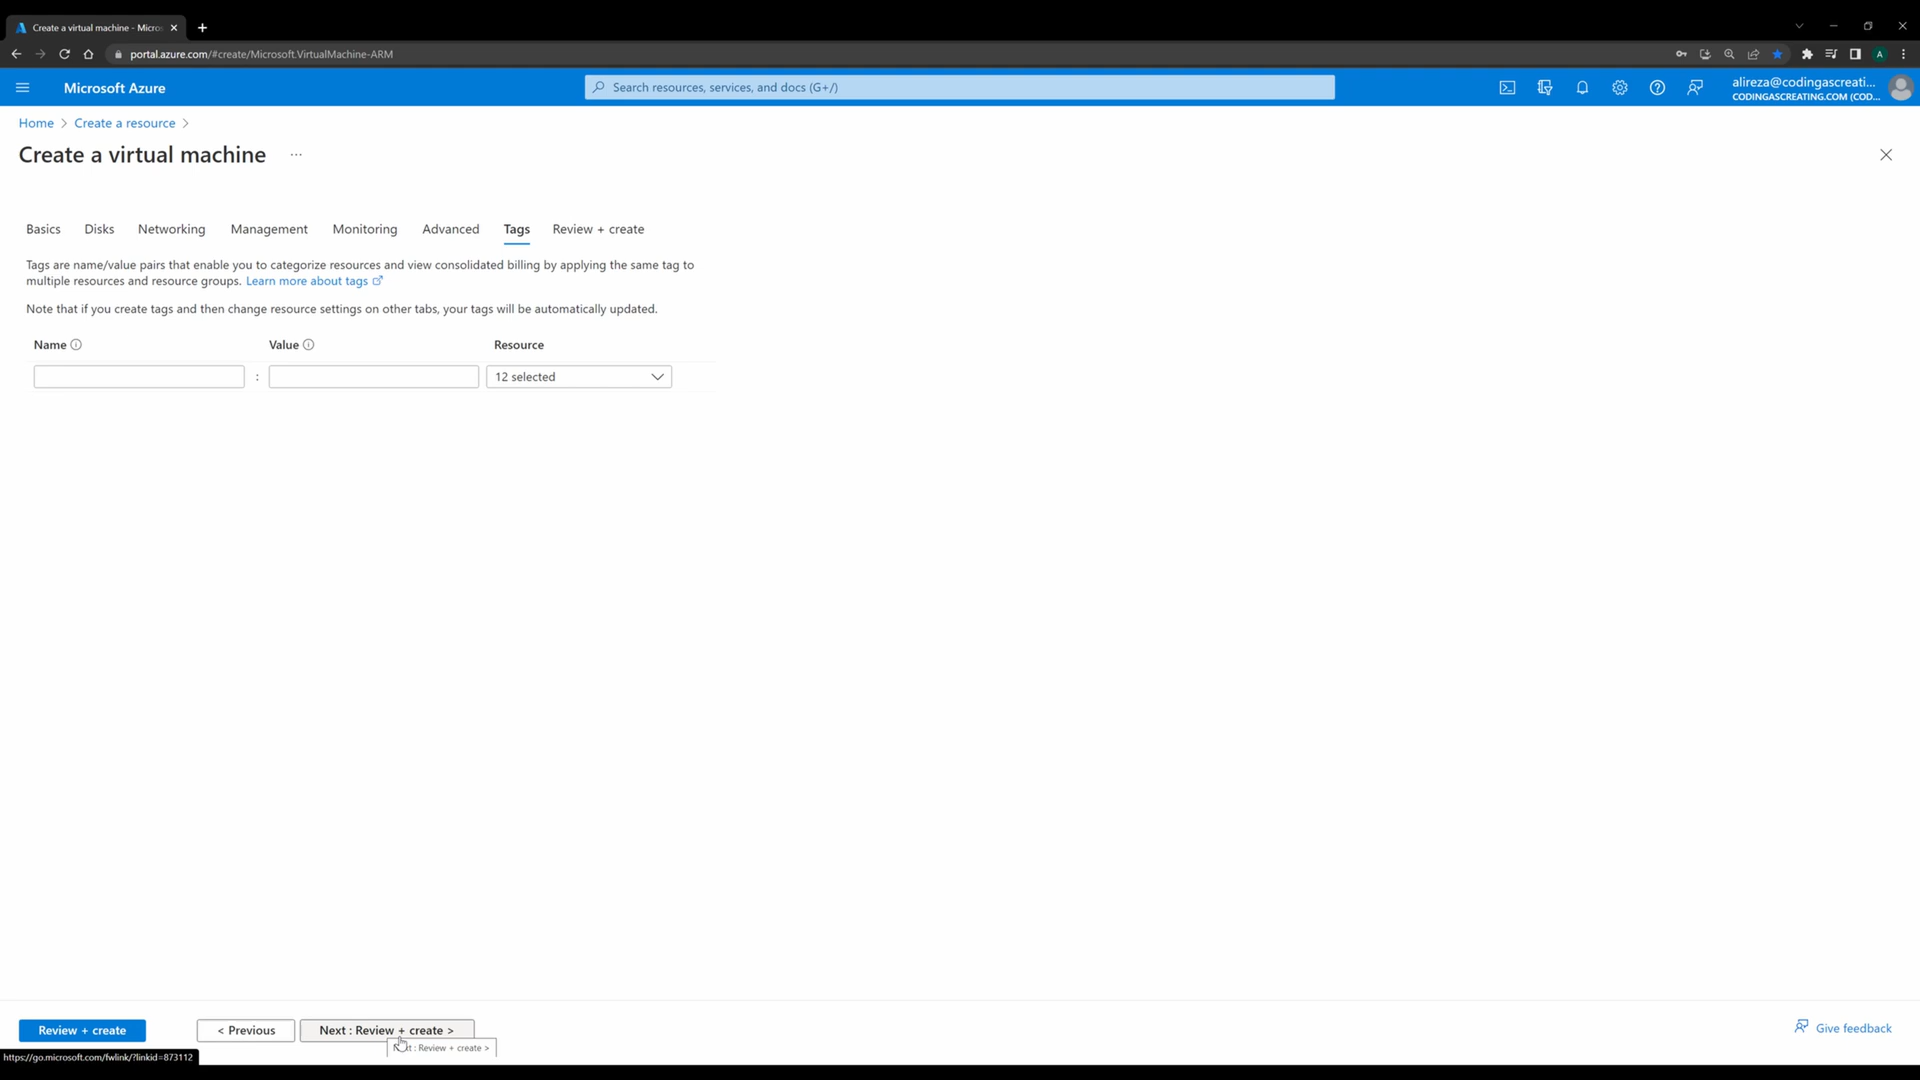 Create a virtual machine - Micros
portal.azure.com/#create/Microsoft.VirtualMachine-ARM
A
Microsoft Azure
Search resources, services, and docs (G+/)
alireza@codingascreati...
CODINGASCREATING.COM (COD...
Home > Create a resource >
Create a virtual machine ...
Basics Disks Networking Management Monitoring Advanced Tags Review + create
Tags are name/value pairs that enable you to categorize resources and view consolidated billing by applying the same tag to
multiple resources and resource groups. Learn more about tags
Note that if you create tags and then change resource settings on other tabs, your tags will be automatically updated.
Name Value Resource
: 12 selected
Review + create < Previous Next : Review + create >
Give feedback
: Review + create >
https://go.microsoft.com/fwlink/?linkid=873112